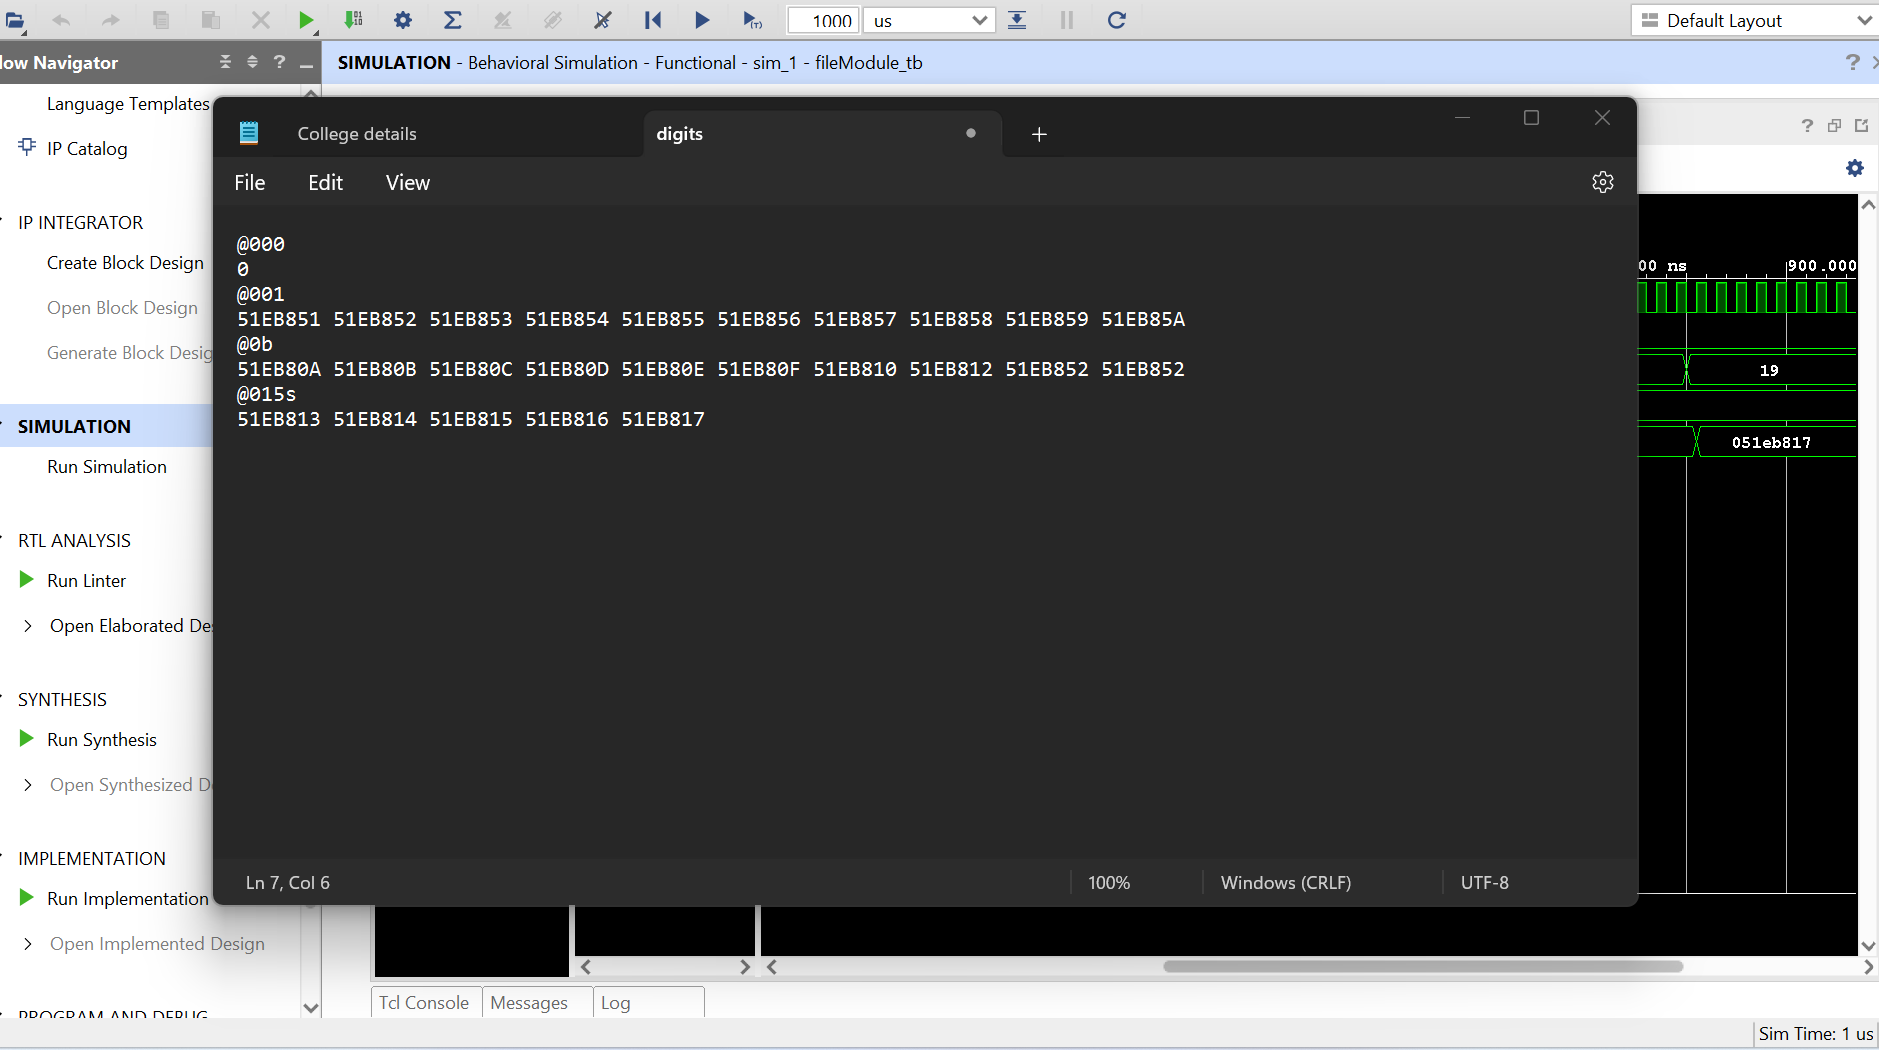 1000 us Default Layout
low Navigator ? SIMULATION - Behavioral Simulation - Functional - sim_1 - fileModule_tb ?
Language Templates
IP Catalog
IP INTEGRATOR
Create Block Design
Open Block Design
Generate Block Desig
SIMULATION
Run Simulation
RTL ANALYSIS
Run Linter
Open Elaborated De
SYNTHESIS
Run Synthesis
Open Synthesized D
IMPLEMENTATION
Run Implementation
Open Implemented Design
PROGRAM AND DEBUG
College details digits
File Edit View
@000
0
@001
51EB851 51EB852 51EB853 51EB854 51EB855 51EB856 51EB857 51EB858 51EB859 51EB85A
@0b
51EB80A 51EB80B 51EB80C 51EB80D 51EB80E 51EB80F 51EB810 51EB812 51EB852 51EB852
@015s
51EB813 51EB814 51EB815 51EB816 51EB817
Ln 7, Col 6 100% Windows (CRLF) UTF-8
?
00 ns 900.000
19
051eb817
Tcl Console Messages Log
Sim Time: 1 us